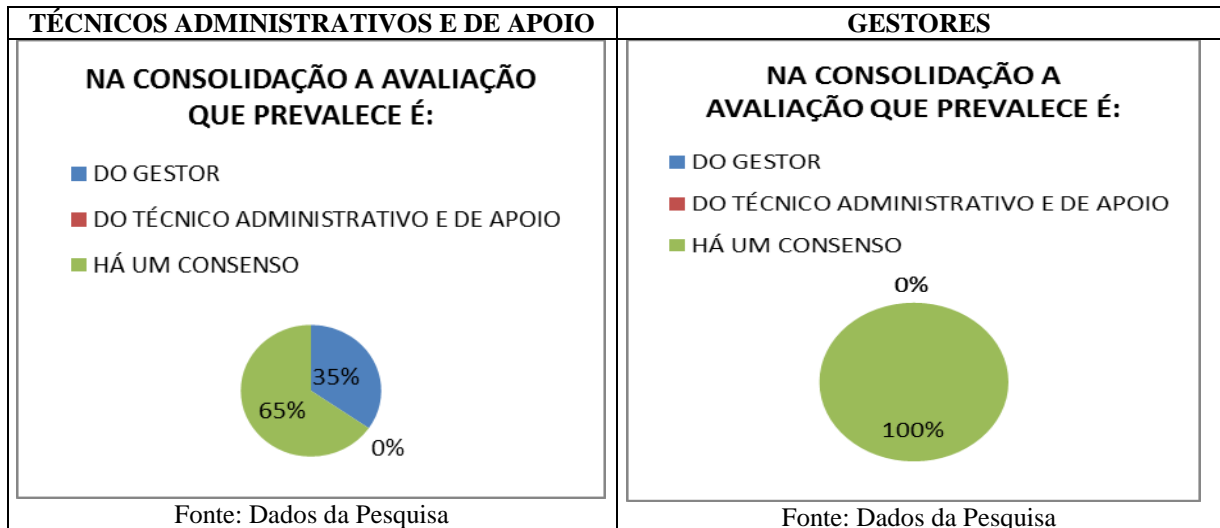 TÉCNICOS ADMINISTRATIVOS E DE APOIO
NA CONSOLIDAÇÃO A AVALIAÇÃO
QUE PREVALECE É:
DO GESTOR
DO TÉCNICO ADMINISTRATIVO E DE APOIO
HÁ UM CONSENSO
35%
65%
0%
Fonte: Dados da Pesquisa
GESTORES
NA CONSOLIDAÇÃO A
AVALIAÇÃO QUE PREVALECE É:
DO GESTOR
DO TÉCNICO ADMINISTRATIVO E DE APOIO
HÁ UM CONSENSO
0%
100%
Fonte: Dados da Pesquisa